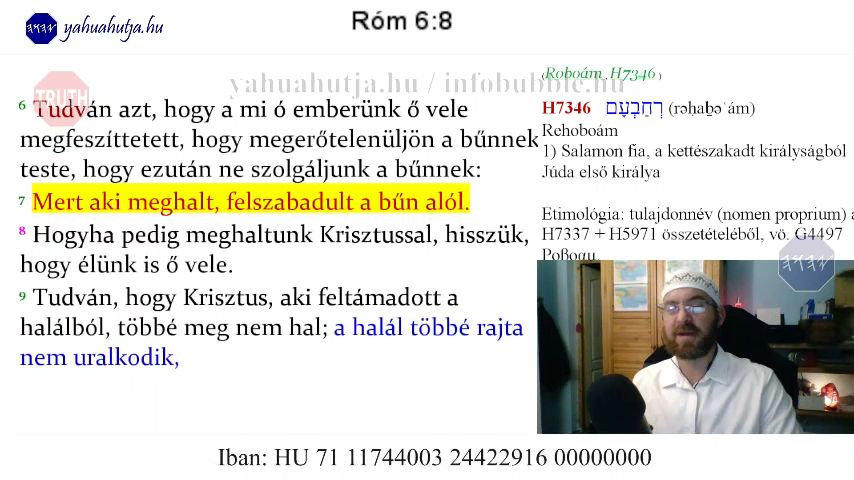 yahuahutja.hu
Róm 6:8
yahuahutja.hu / infobubble.hu
TRUTH
6 Tudván azt, hogy a mi ó emberünk ő vele
megfeszíttetett, hogy megerőtelenüljön a bűnnek
teste, hogy ezután ne szolgáljunk a bűnnek:
7 Mert aki meghalt, felszabadult a bűn alól.
8 Hogyha pedig meghaltunk Krisztussal, hisszük,
hogy élünk is ő vele.
9 Tudván, hogy Krisztus, aki feltámadott a
halálból, többé meg nem hal; a halál többé rajta
nem uralkodik,
(Roboám , H7346 )
H7346 רְחַבְעָם (rəḥaḇəʿám)
Rehoboám
1) Salamon fia, a kettészakadt királyságból
Júda első királya
Etimológia: tulajdonnév (nomen proprium) a
H7337 + H5971 összetételéből, vö. G4497
Ροβοαμ.
Iban: HU 71 11744003 24422916 00000000